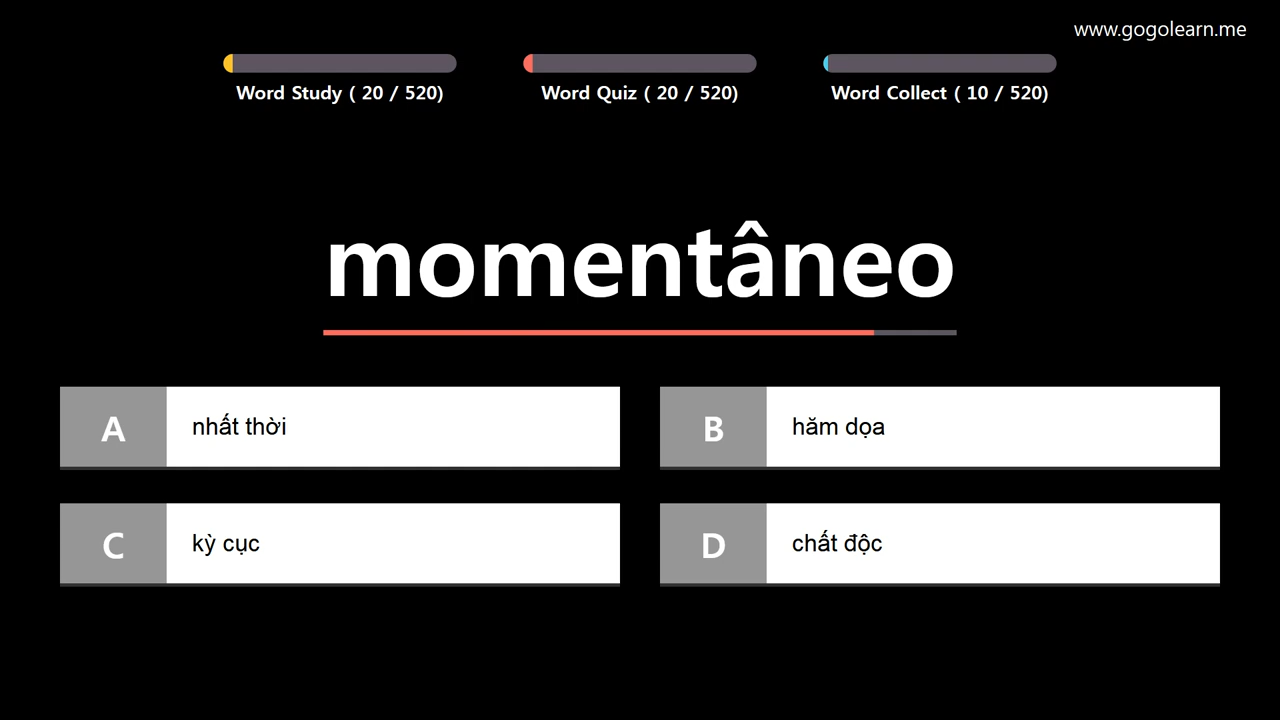 www.gogolearn.me
Word Study ( 20 / 520)
Word Quiz ( 20 / 520)
Word Collect ( 10 / 520)
momentâneo
A
nhất thời
B
hăm dọa
C
kỳ cục
D
chất độc